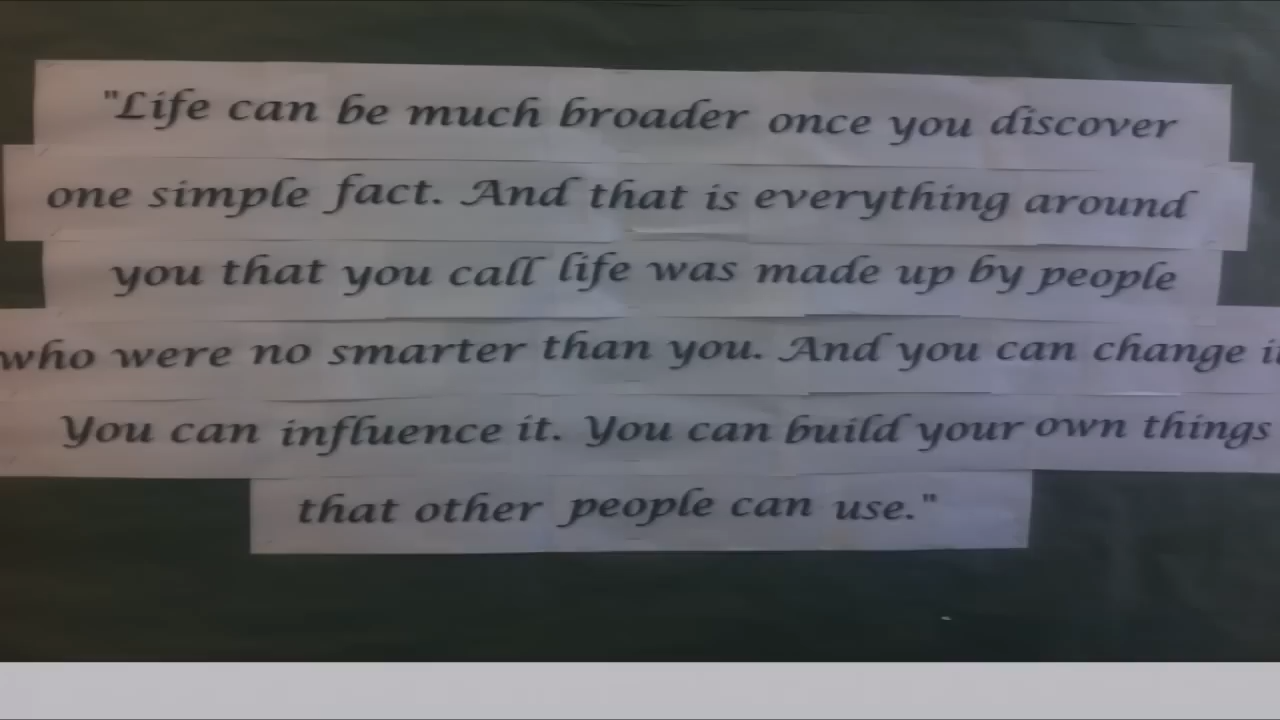 "Life can be much broader once you discover
one simple fact. And that is everything around
you that you call life was made up by people
who were no smarter than you. And you can change
You can influence it. You can build your own things
that other people can use."